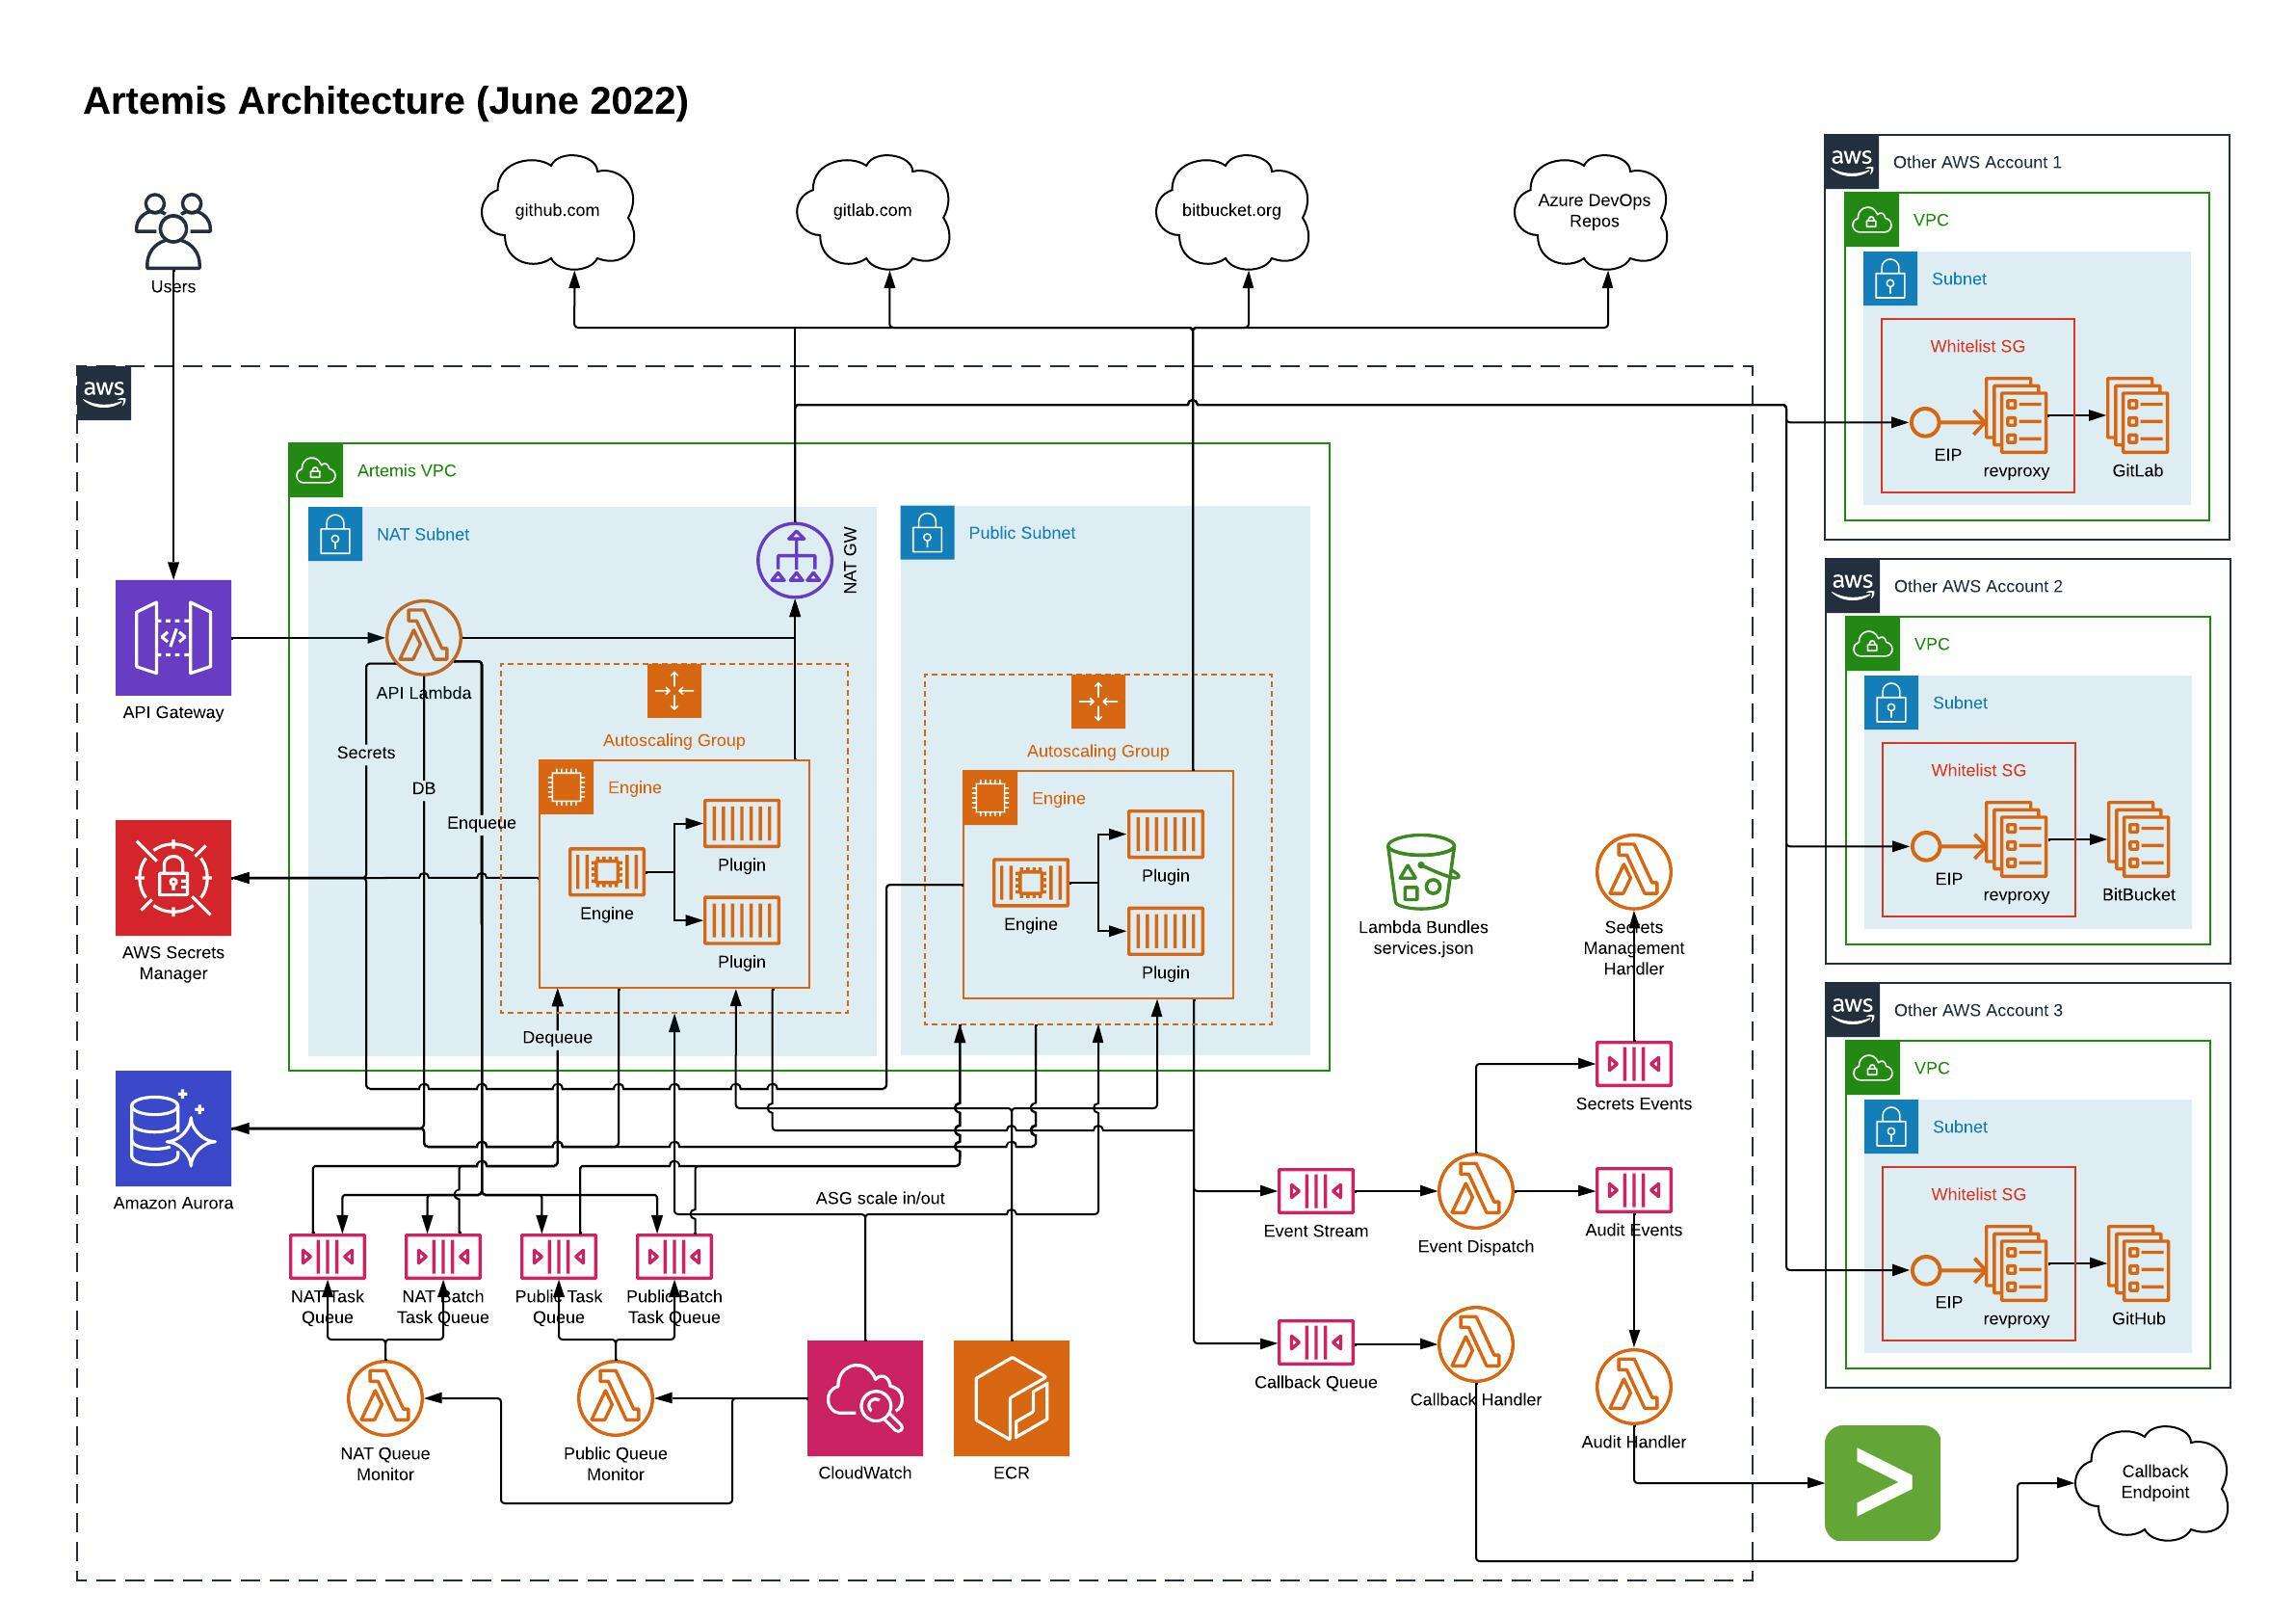 Artemis Architecture (June 2022)
github.com
gitlab.com
bitbucket.org
Azure DevOps
Repos
Users
aws
Artemis VPC
NAT Subnet
NAT GW
Public Subnet
API Gateway
API Lambda
Secrets
DB
Enqueue
Autoscaling Group
Engine
Engine
Plugin
Plugin
Dequeue
Autoscaling Group
Engine
Engine
Plugin
Plugin
AWS Secrets
Manager
Amazon Aurora
Lambda Bundles
services.json
Secrets
Management
Handler
Secrets Events
ASG scale in/out
Event Stream
Event Dispatch
Audit Events
NAT Task
Queue
NAT Batch
Task Queue
Public Task
Queue
Public Batch
Task Queue
Callback Queue
Callback Handler
Audit Handler
NAT Queue
Monitor
Public Queue
Monitor
CloudWatch
ECR
aws
Other AWS Account 1
VPC
Subnet
Whitelist SG
EIP
revproxy
GitLab
aws
Other AWS Account 2
VPC
Subnet
Whitelist SG
EIP
revproxy
BitBucket
aws
Other AWS Account 3
VPC
Subnet
Whitelist SG
EIP
revproxy
GitHub
Callback
Endpoint